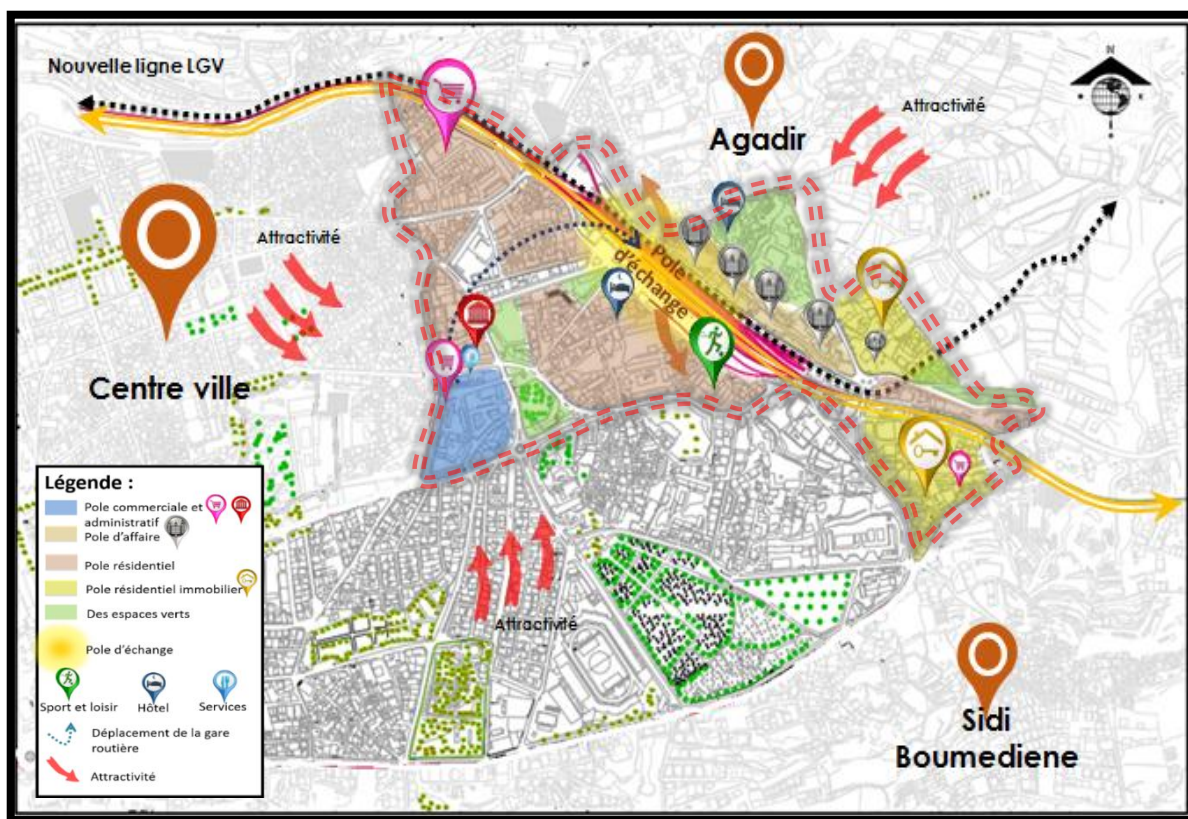 Nouvelle ligne LGV
Agadir
Attractivité
N
Attractivité
Pole
d'échange
Centre ville
Légende :
Pole commerciale et
administratif
Pole d'affaire
Pole résidentiel
Pole résidentiel immobilier
Des espaces verts
Pole d'échange
Sport et loisir
Hôtel
Services
Déplacement de la gare
routière
Attractivité
Attractivité
Sidi
Boumediene